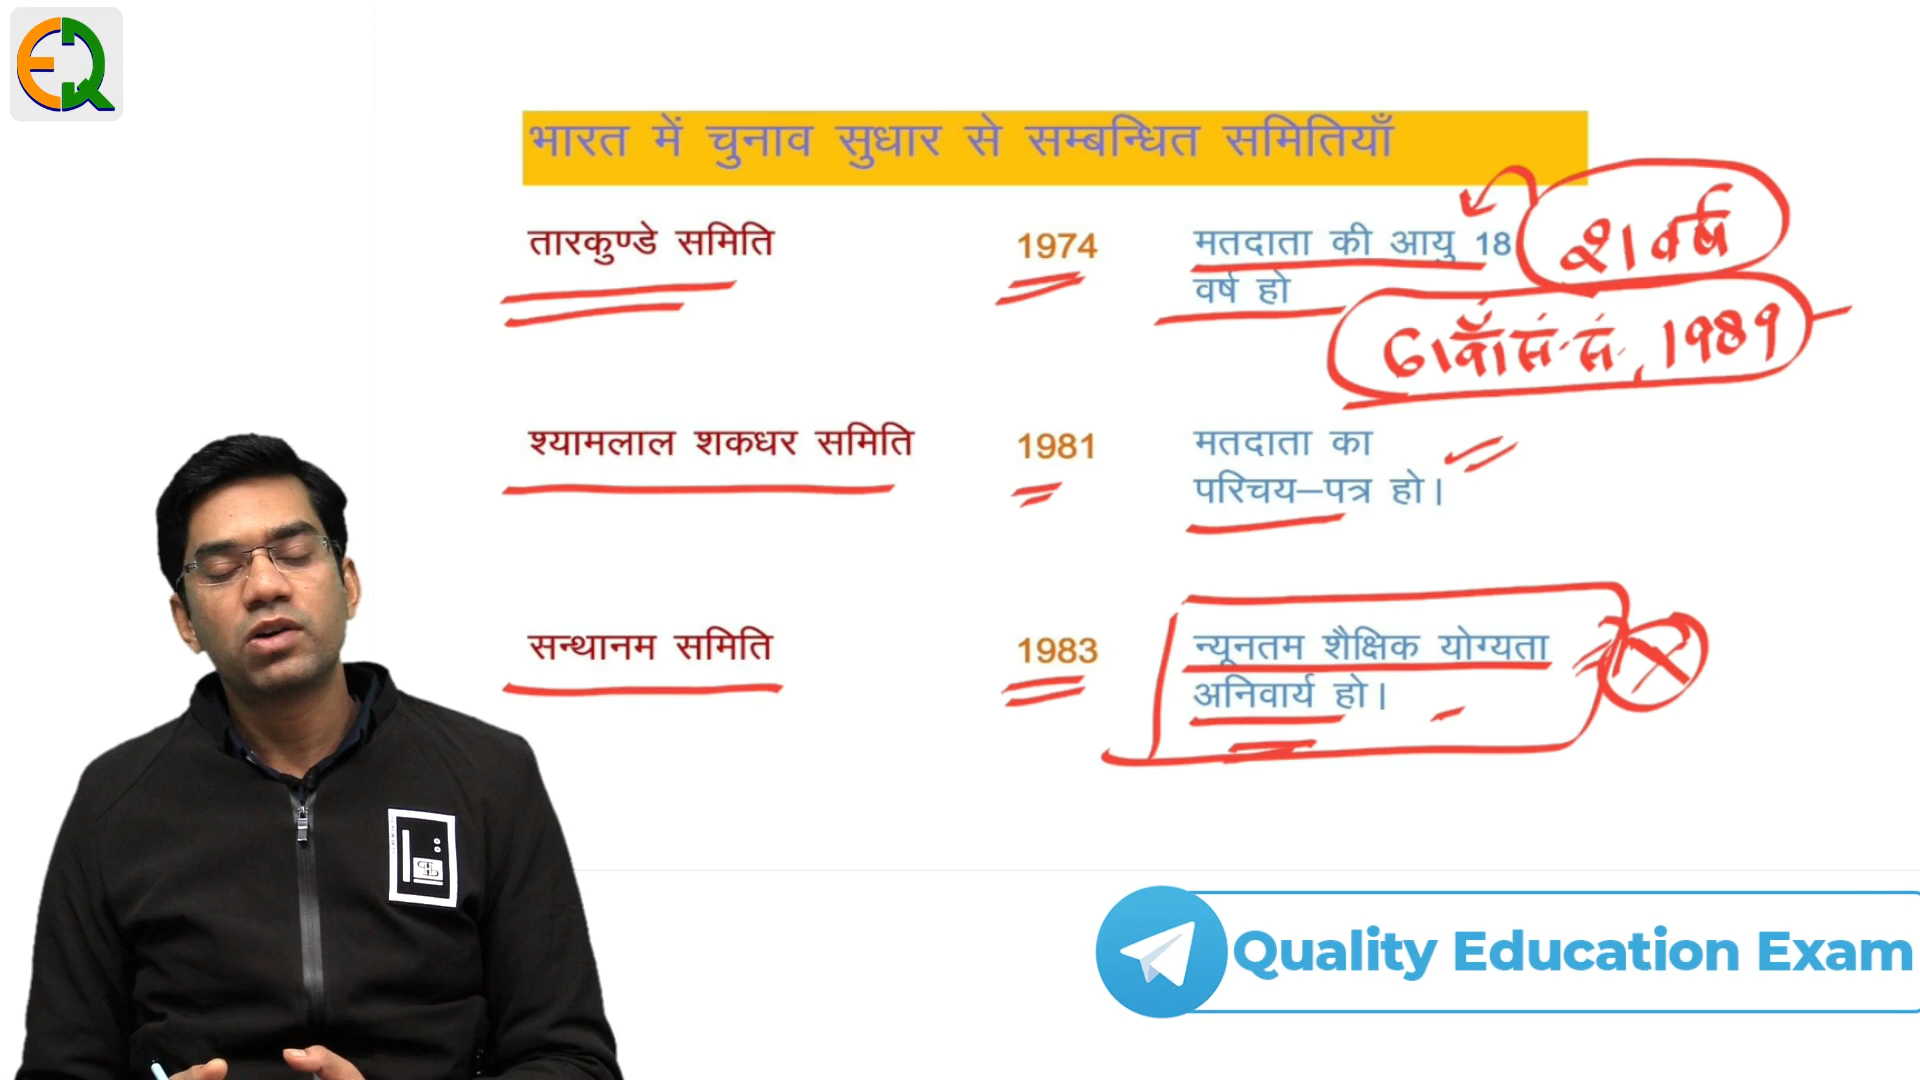 EQ
भारत में चुनाव सुधार से सम्बन्धित समितियाँ
तारकुण्डे समिति 1974 मतदाता की आयु 18
वर्ष हो
21 वर्ष
61वाँ सं. सं., 1989
श्यामलाल शकधर समिति 1981 मतदाता का
परिचय–पत्र हो।
सन्थानम समिति 1983 न्यूनतम शैक्षिक योग्यता
अनिवार्य हो।
Quality Education Exam